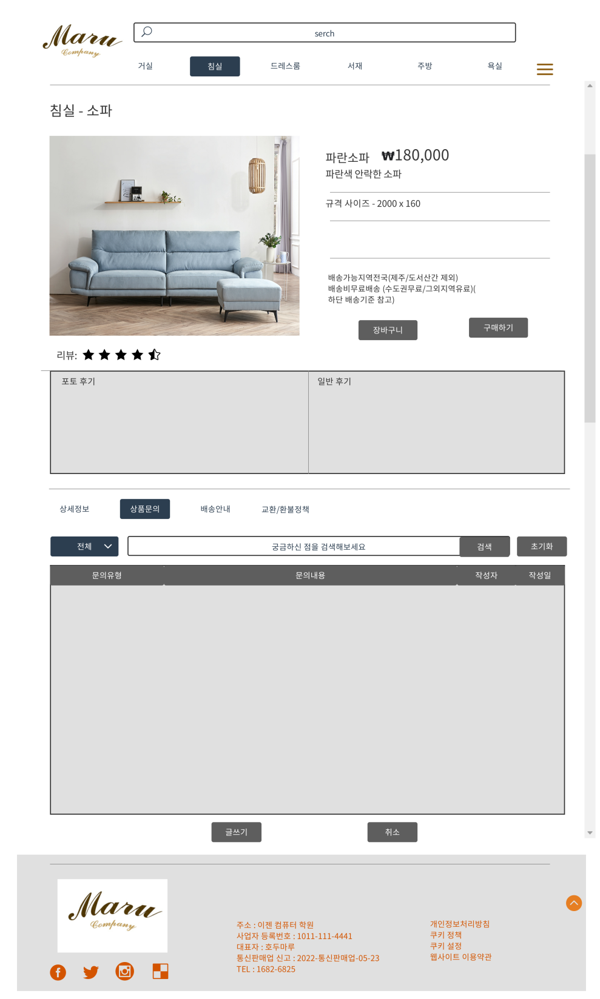 Maru
Company
serch
거실 침실 드레스룸 서재 주방 욕실
침실 - 소파
파란소파 ₩180,000
파란색 안락한 소파
규격 사이즈 - 2000 x 160
배송가능지역전국(제주/도서산간 제외)
배송비무료배송 (수도권무료/그외지역유료)(
하단 배송기준 참고)
장바구니 구매하기
리뷰:
포토 후기 일반 후기
상세정보 상품문의 배송안내 교환/환불정책
전체 궁금하신 점을 검색해보세요 검색 초기화
문의유형 문의내용 작성자 작성일
글쓰기 취소
Maru
Company
주소 : 이젠 컴퓨터 학원
사업자 등록번호 : 1011-111-4441
대표자 : 호두마루
통신판매업 신고 : 2022-통신판매업-05-23
TEL : 1682-6825
개인정보처리방침
쿠키 정책
쿠키 설정
웹사이트 이용약관